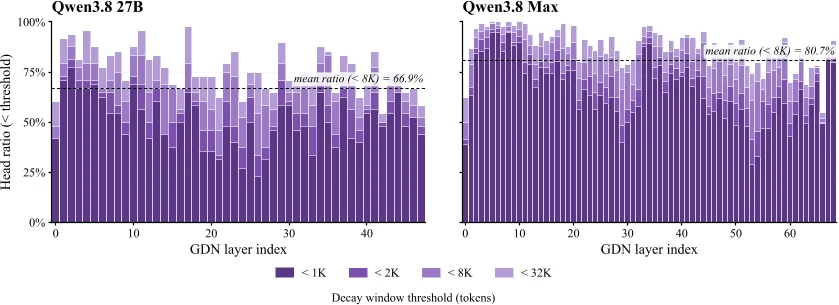 Qwen3.8 27B
Qwen3.8 Max
Head ratio (< threshold)
100%
75%
50%
25%
0%
mean ratio (< 8K) = 66.9%
mean ratio (< 8K) = 80.7%
0 10 20 30 40
0 10 20 30 40 50 60
GDN layer index
GDN layer index
< 1K < 2K < 8K < 32K
Decay window threshold (tokens)